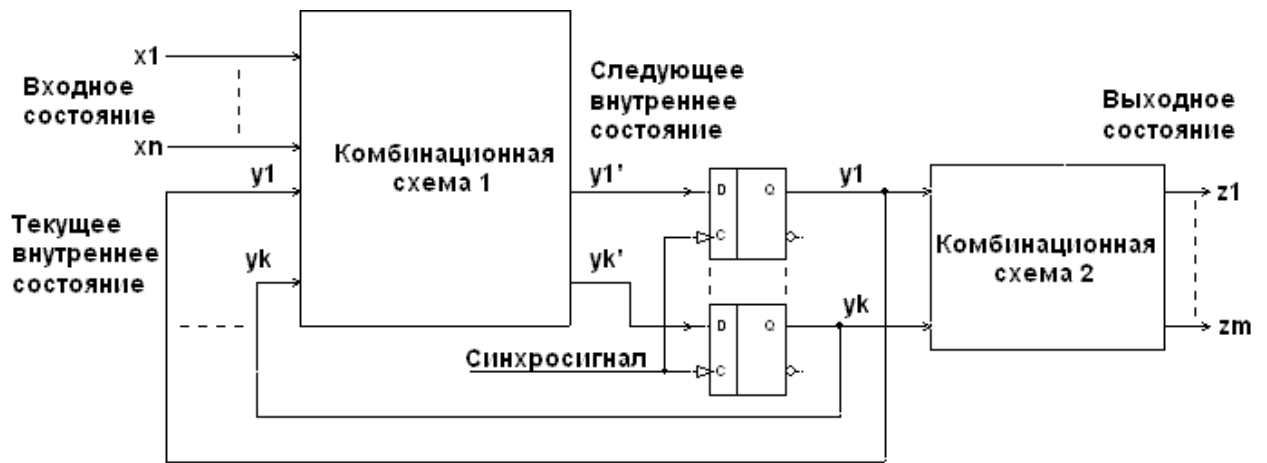 x1
Входное
состояние
xn
y1
Текущее
внутреннее
состояние
yk
Комбинационная
схема 1
Следующее
внутреннее
состояние
y1'
yk'
D
Q
C
D
Q
C
Синхросигнал
y1
yk
Комбинационная
схема 2
Выходное
состояние
z1
zm